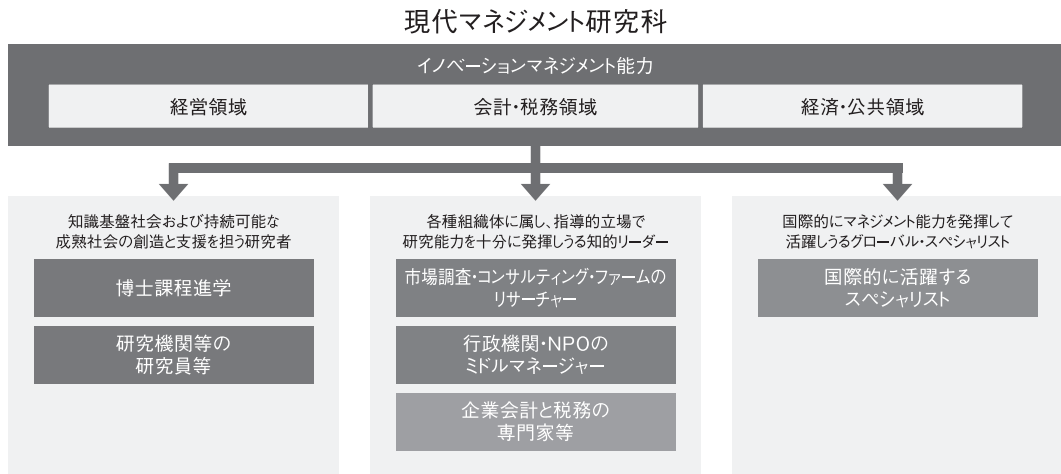 現代マネジメント研究科
イノベーションマネジメント能力
経営領域
会計・税務領域
経済・公共領域
知識基盤社会および持続可能な
成熟社会の創造と支援を担う研究者
博士課程進学
研究機関等の
研究員等
各種組織体に属し、指導的立場で
研究能力を十分に発揮しうる知的リーダー
市場調査・コンサルティング・ファームの
リサーチャー
行政機関・NPOの
ミドルマネージャー
企業会計と税務の
専門家等
国際的にマネジメント能力を発揮して
活躍しうるグローバル・スペシャリスト
国際的に活躍する
スペシャリスト